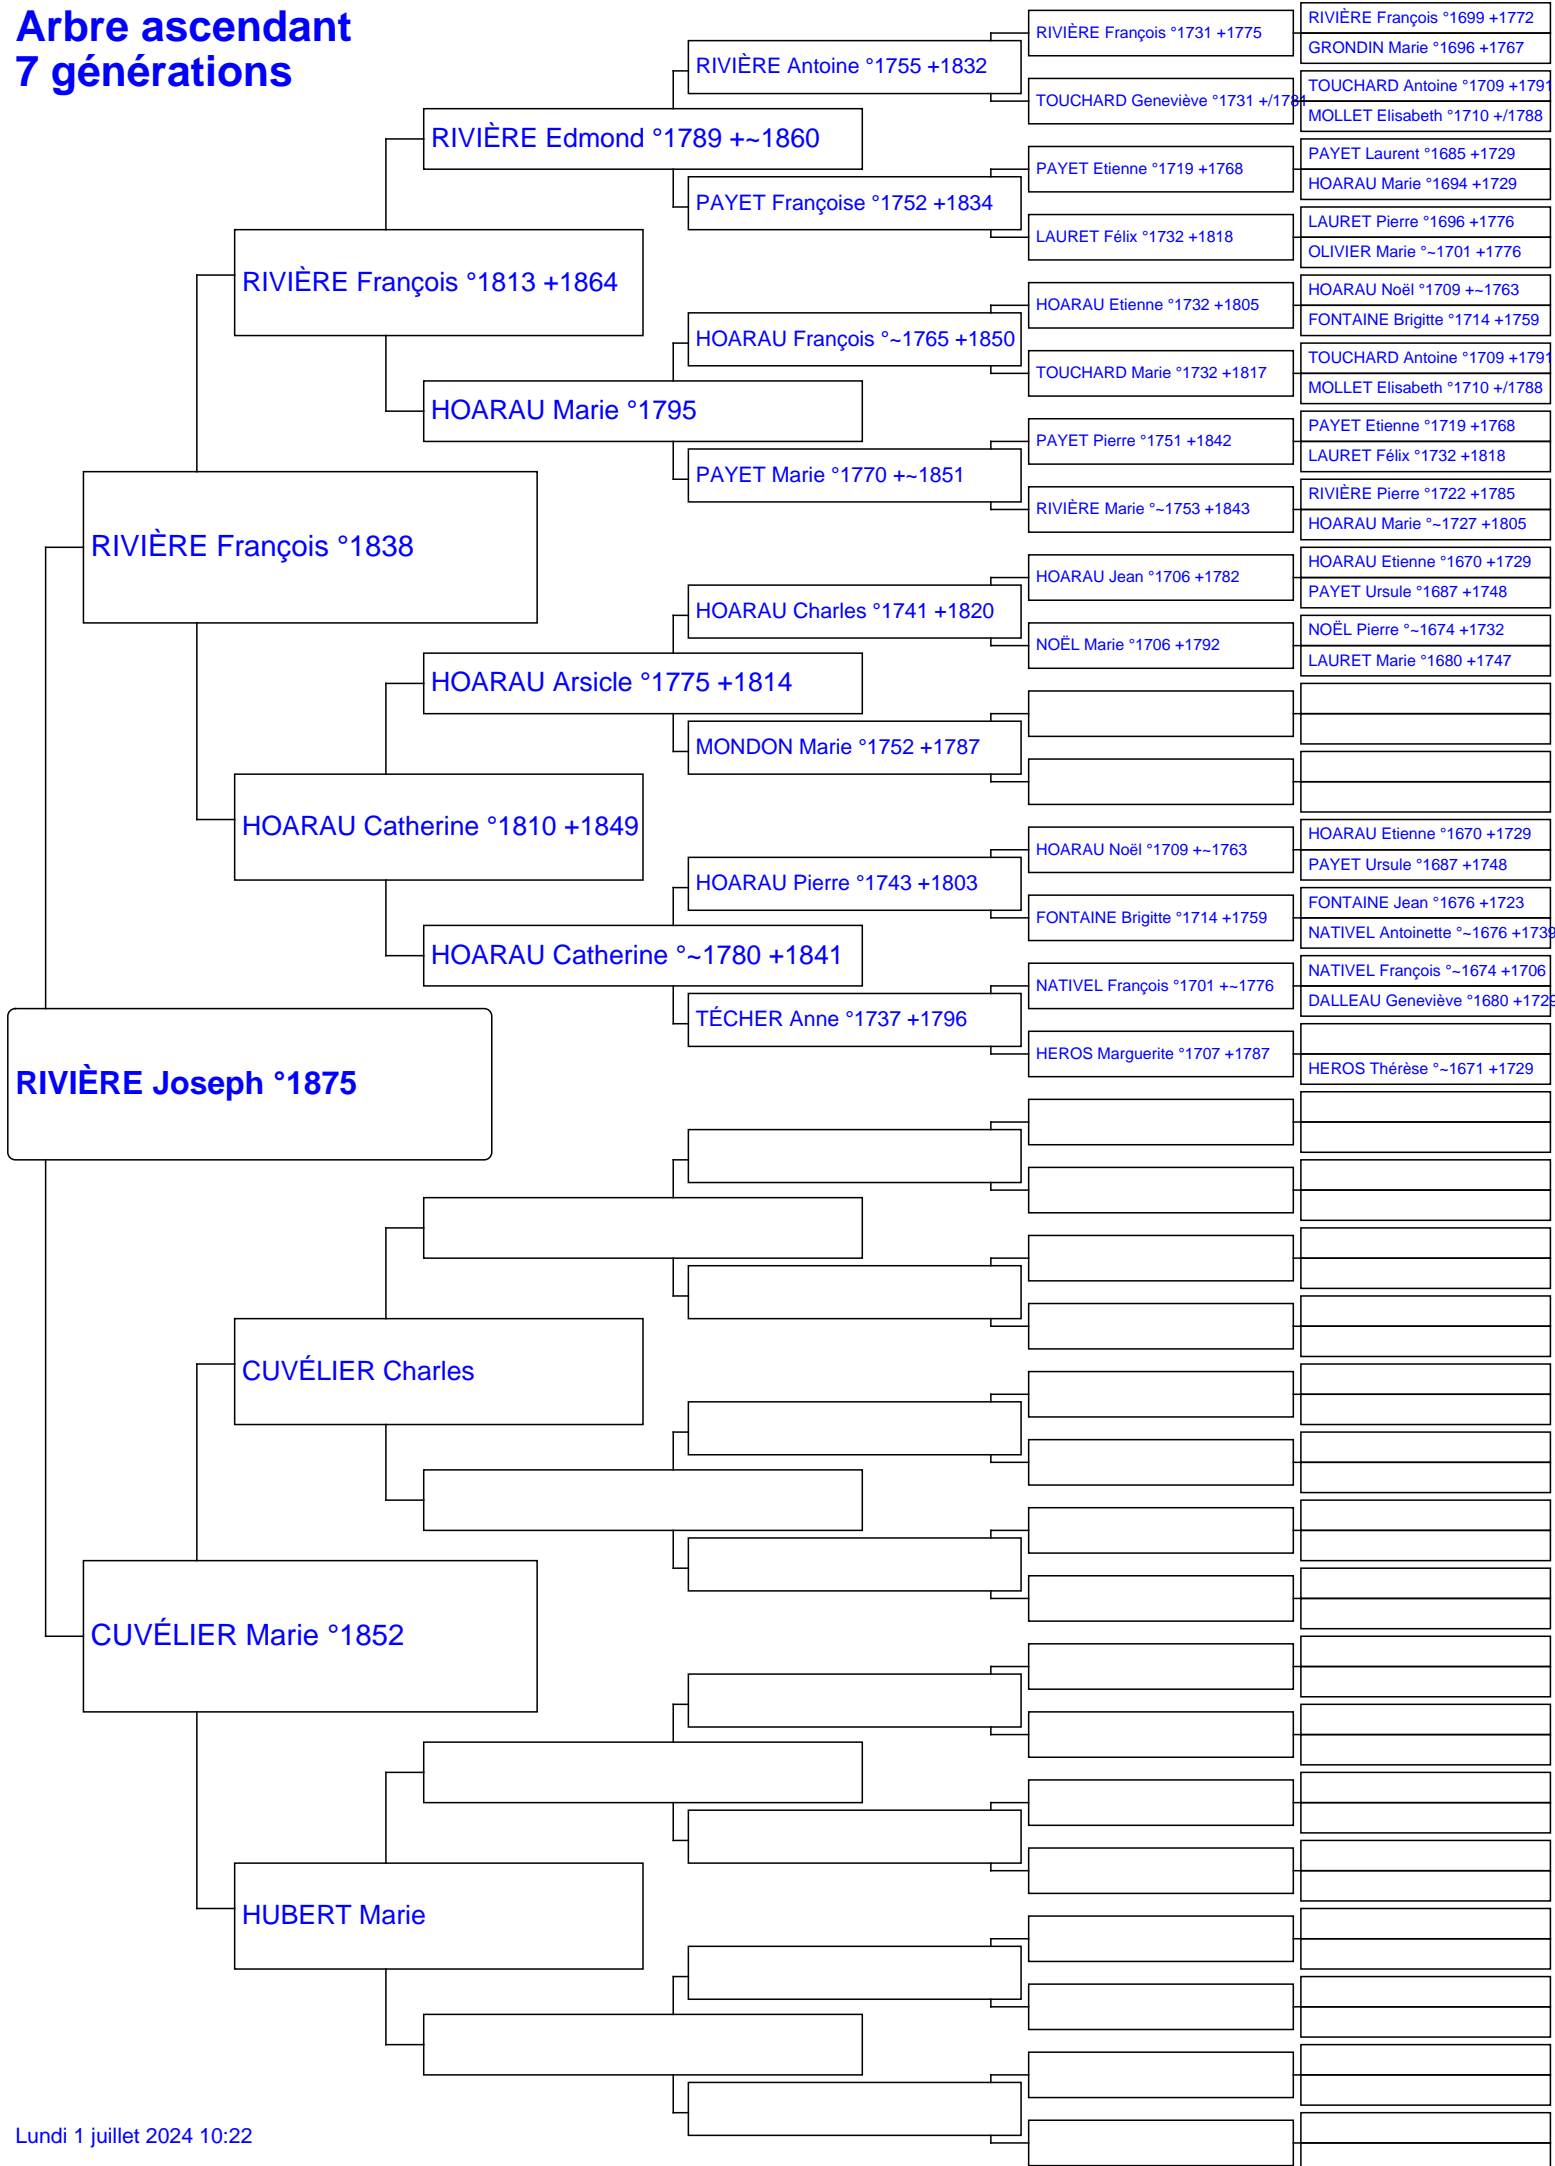 Arbre ascendant
7 générations
RIVIÈRE Joseph °1875
RIVIÈRE François °1838
CUVÉLIER Marie °1852
RIVIÈRE François °1813 +1864
HOARAU Catherine °1810 +1849
CUVÉLIER Charles
HUBERT Marie
RIVIÈRE Edmond °1789 +~1860
HOARAU Marie °1795
HOARAU Arsicle °1775 +1814
HOARAU Catherine °~1780 +1841
RIVIÈRE Antoine °1755 +1832
PAYET Françoise °1752 +1834
HOARAU François °~1765 +1850
PAYET Marie °1770 +~1851
HOARAU Charles °1741 +1820
MONDON Marie °1752 +1787
HOARAU Pierre °1743 +1803
TÉCHER Anne °1737 +1796
RIVIÈRE François °1731 +1775
TOUCHARD Geneviève °1731 +/1781
PAYET Etienne °1719 +1768
LAURET Félix °1732 +1818
HOARAU Etienne °1732 +1805
TOUCHARD Marie °1732 +1817
PAYET Pierre °1751 +1842
RIVIÈRE Marie °~1753 +1843
HOARAU Jean °1706 +1782
NOËL Marie °1706 +1792
HOARAU Noël °1709 +~1763
FONTAINE Brigitte °1714 +1759
NATIVEL François °1701 +~1776
HEROS Marguerite °1707 +1787
RIVIÈRE François °1699 +1772
GRONDIN Marie °1696 +1767
TOUCHARD Antoine °1709 +1791
MOLLET Elisabeth °1710 +/1788
PAYET Laurent °1685 +1729
HOARAU Marie °1694 +1729
LAURET Pierre °1696 +1776
OLIVIER Marie °~1701 +1776
HOARAU Noël °1709 +~1763
FONTAINE Brigitte °1714 +1759
TOUCHARD Antoine °1709 +1791
MOLLET Elisabeth °1710 +/1788
PAYET Etienne °1719 +1768
LAURET Félix °1732 +1818
RIVIÈRE Pierre °1722 +1785
HOARAU Marie °~1727 +1805
HOARAU Etienne °1670 +1729
PAYET Ursule °1687 +1748
NOËL Pierre °~1674 +1732
LAURET Marie °1680 +1747
HOARAU Etienne °1670 +1729
PAYET Ursule °1687 +1748
FONTAINE Jean °1676 +1723
NATIVEL Antoinette °~1676 +1739
NATIVEL François °~1674 +1706
DALLEAU Geneviève °1680 +1729
HEROS Thérèse °~1671 +1729
Lundi 1 juillet 2024 10:22